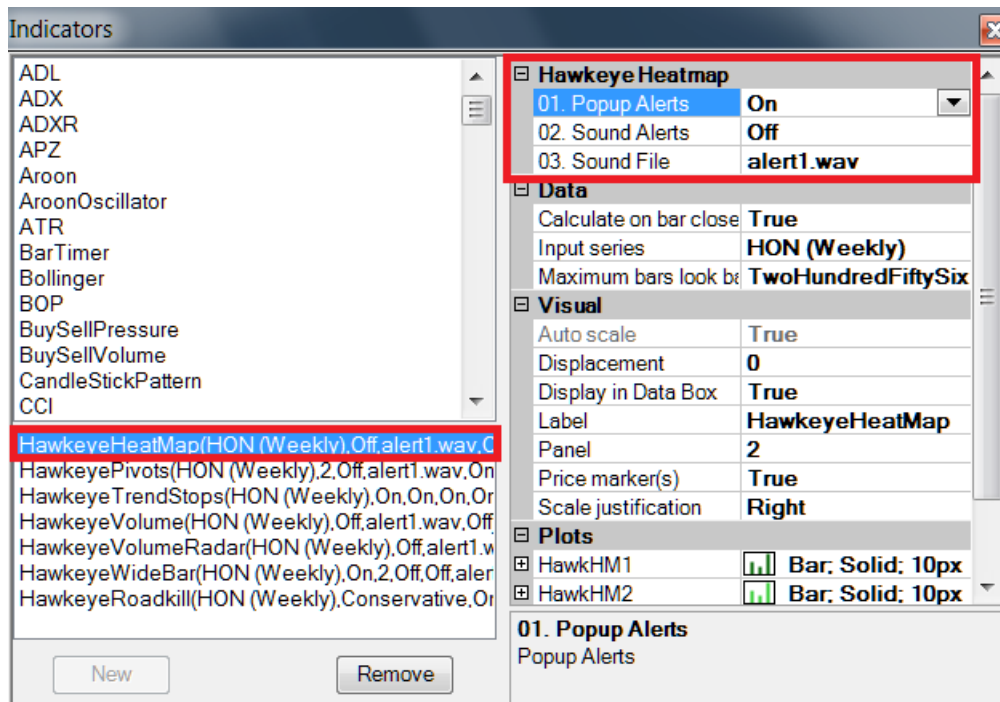 Indicators
ADL
ADX
ADXR
APZ
Aroon
AroonOscillator
ATR
BarTimer
Bollinger
BOP
BuySellPressure
BuySellVolume
CandleStickPattern
CCI
HawkeyeHeatMap(HON (Weekly),Off,alert1.wav,O
HawkeyePivots(HON (Weekly),2,Off,alert1.wav,On
HawkeyeTrendStops(HON (Weekly),On,On,On,Or
HawkeyeVolume(HON (Weekly),Off,alert1.wav,Off
HawkeyeVolumeRadar(HON (Weekly),Off,alert1.w
HawkeyeWideBar(HON (Weekly),On,2,Off,Off,aler
HawkeyeRoadkill(HON (Weekly),Conservative,Or
New Remove
Hawkeye Heatmap
01. Popup Alerts On
02. Sound Alerts Off
03. Sound File alert1.wav
Data
Calculate on bar close True
Input series HON (Weekly)
Maximum bars look ba TwoHundredFiftySix
Visual
Auto scale True
Displacement 0
Display in Data Box True
Label HawkeyeHeatMap
Panel 2
Price marker(s) True
Scale justification Right
Plots
HawkHM1 Bar; Solid; 10px
HawkHM2 Bar; Solid; 10px
01. Popup Alerts
Popup Alerts